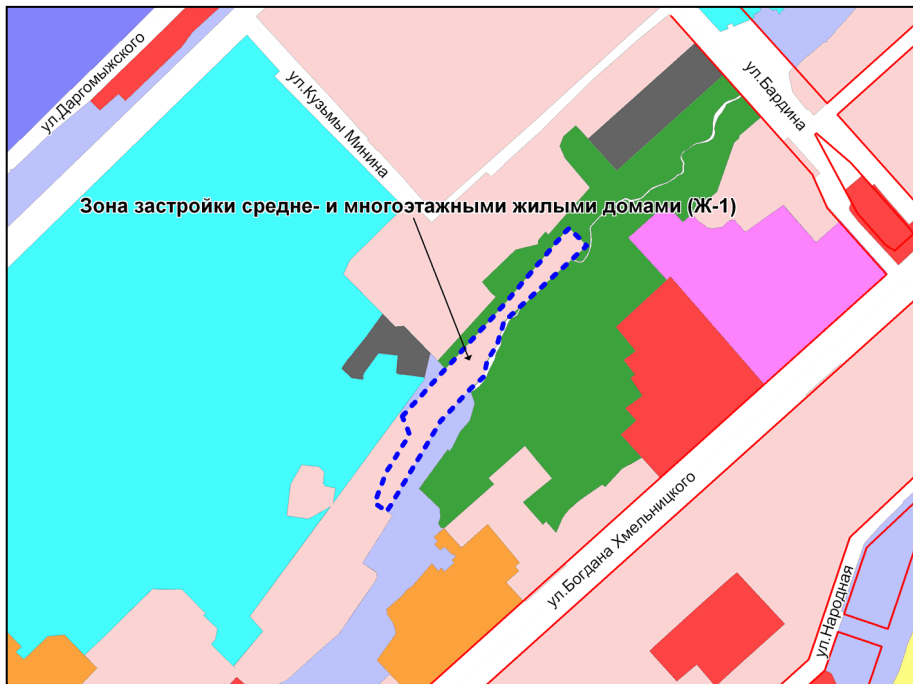 ул.Даргомыжского
ул.Кузьмы Минина
ул.Бардина
Зона застройки средне- и многоэтажными жилыми домами (Ж-1)
ул.Богдана Хмельницкого
ул.Народная